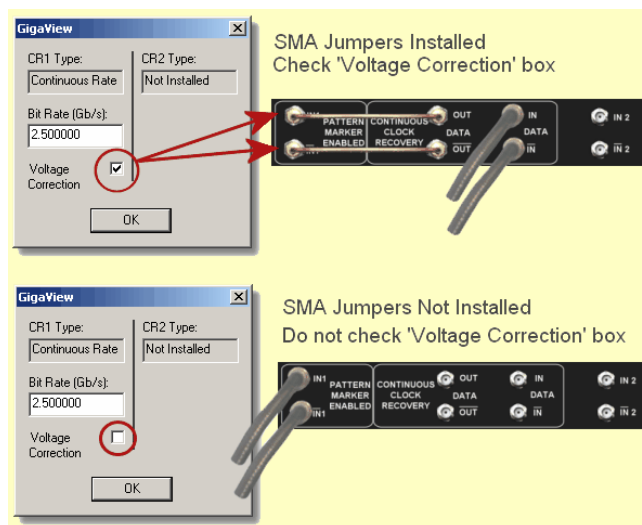 GigaView
CR1 Type:
CR2 Type:
Continuous Rate
Not Installed
Bit Rate (Gb/s):
2.500000
Voltage
Correction
OK
SMA Jumpers Installed
Check 'Voltage Correction' box
IN1
PATTERN
MARKER
ENABLED
IN1
CONTINUOUS
CLOCK
RECOVERY
OUT
DATA
OUT
IN
DATA
IN
IN 2
IN 2
GigaView
CR1 Type:
CR2 Type:
Continuous Rate
Not Installed
Bit Rate (Gb/s):
2.500000
Voltage
Correction
OK
SMA Jumpers Not Installed
Do not check 'Voltage Correction' box
IN1
PATTERN
MARKER
ENABLED
IN1
CONTINUOUS
CLOCK
RECOVERY
OUT
DATA
OUT
IN
DATA
IN
IN 2
IN 2